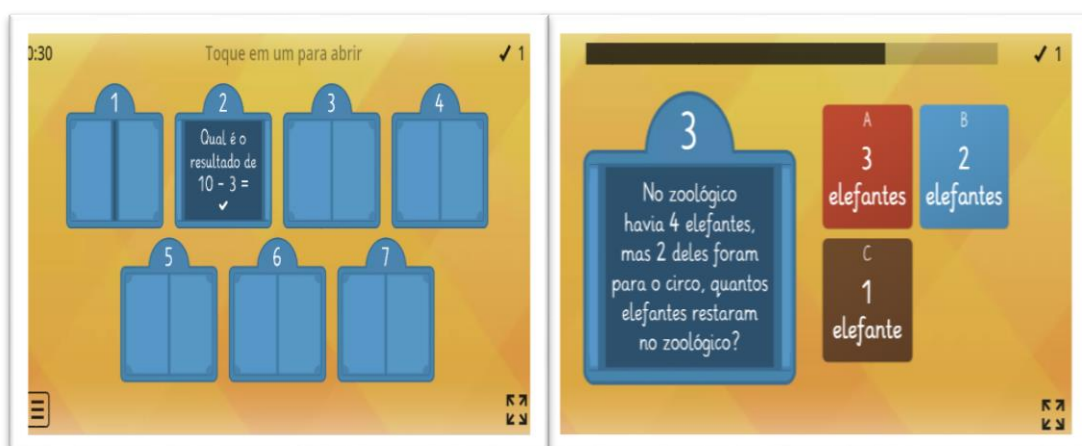 0:30
Toque em um para abrir
✓ 1
1
2
3
4
Qual é o
resultado de
10 - 3 =
✓
5
6
7
✓ 1
3
No zoológico
havia 4 elefantes,
mas 2 deles foram
para o circo, quantos
elefantes restaram
no zoológico?
A
3
elefantes
B
2
elefantes
C
1
elefante